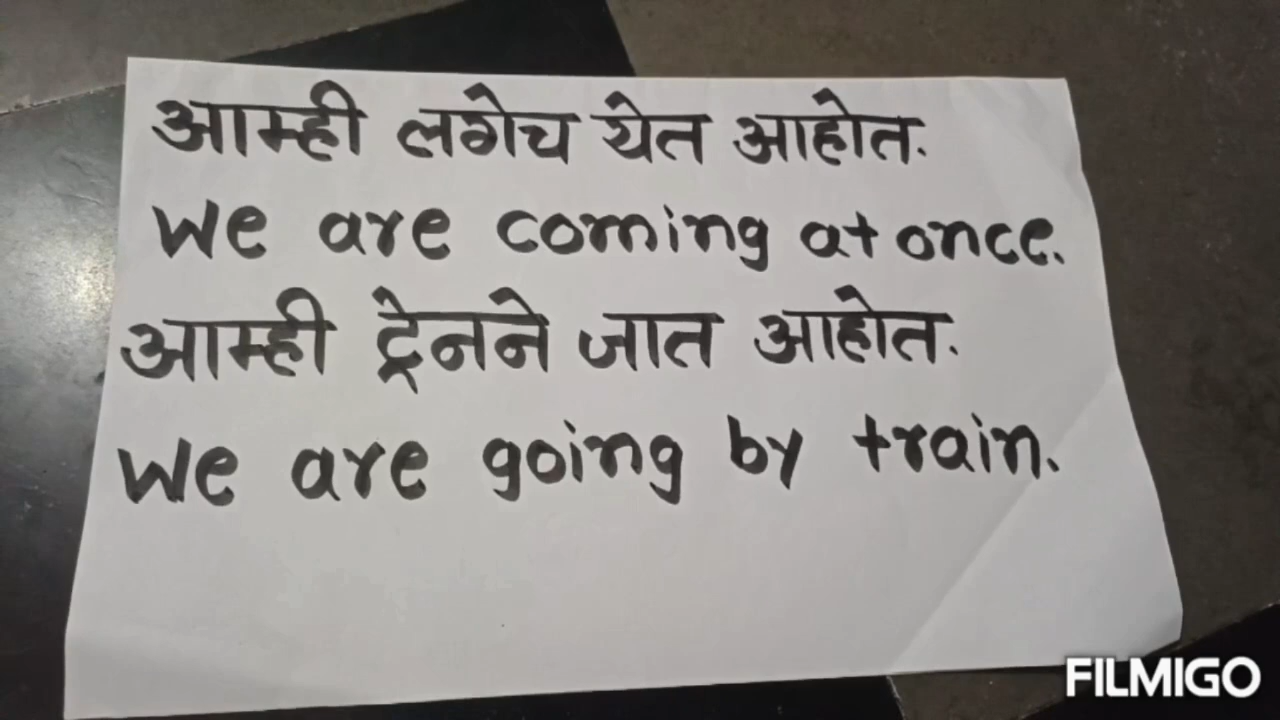 आम्ही लगेच येत आहोत.
We are coming at once.
आम्ही ट्रेनने जात आहोत.
We are going by train.
FILMIGO